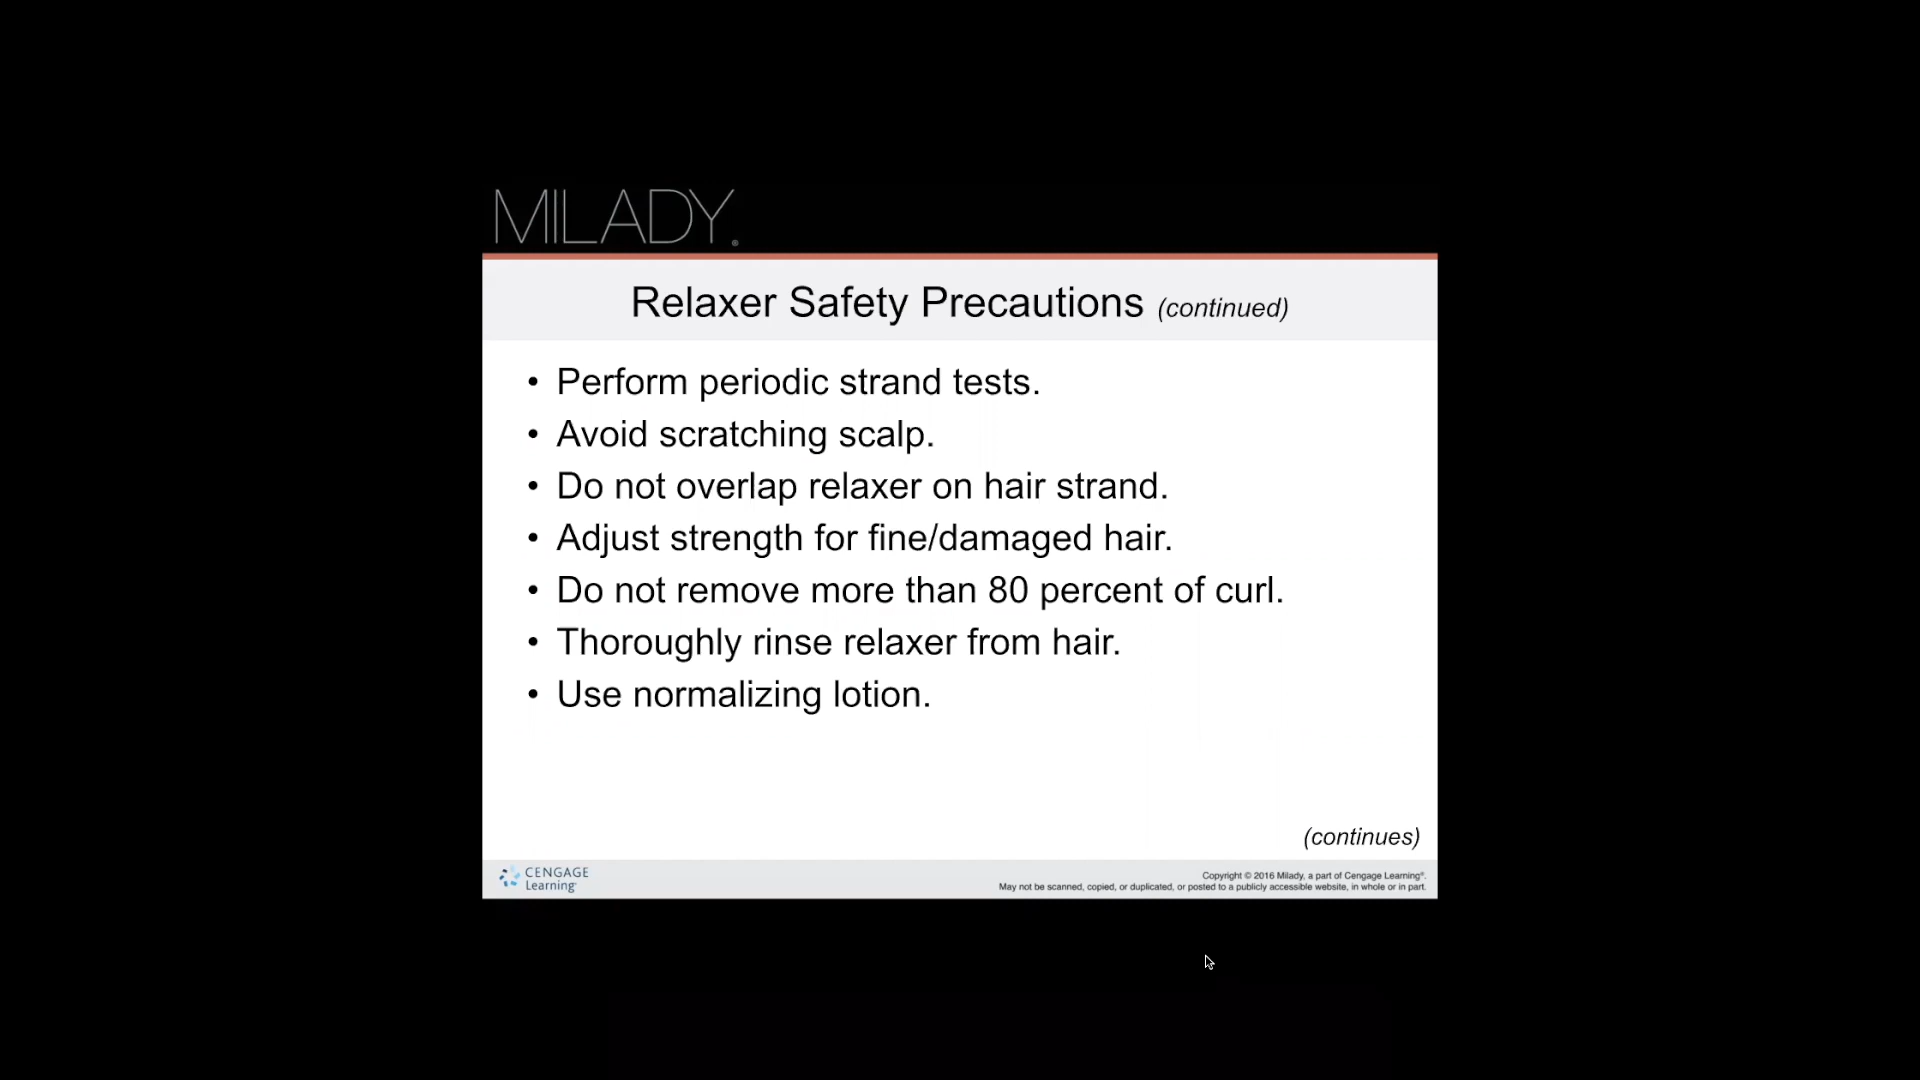 MILADY®
Relaxer Safety Precautions (continued)
• Perform periodic strand tests.
• Avoid scratching scalp.
• Do not overlap relaxer on hair strand.
• Adjust strength for fine/damaged hair.
• Do not remove more than 80 percent of curl.
• Thoroughly rinse relaxer from hair.
• Use normalizing lotion.
(continues)
CENGAGE
Learning®
Copyright © 2016 Milady, a part of Cengage Learning®.
May not be scanned, copied, or duplicated, or posted to a publicly accessible website, in whole or in part.